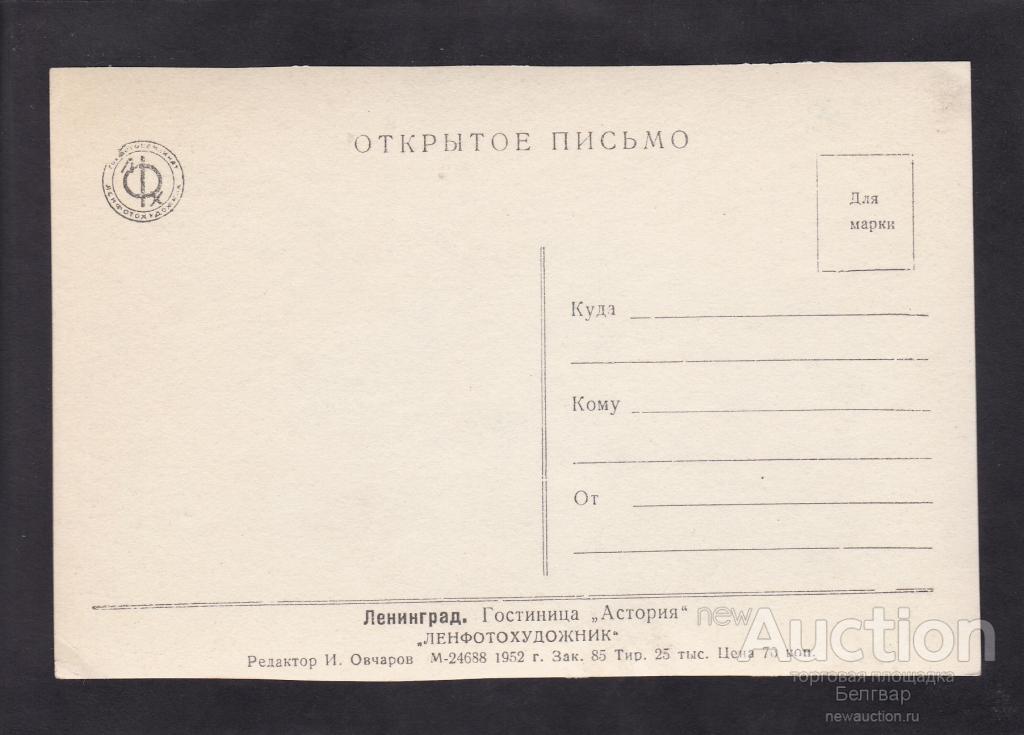 ОТКРЫТОЕ ПИСЬМО
ЛЕНФОТОХУДОЖНИК
Для
марки
Куда
Кому
От
Ленинград. Гостиница „Астория"
„ЛЕНФОТОХУДОЖНИК"
Редактор И. Овчаров М-24688 1952 г. Зак. 85 Тир. 25 тыс. Цена 70 коп.
newAuction
торговая площадка
Белгвар
newauction.ru